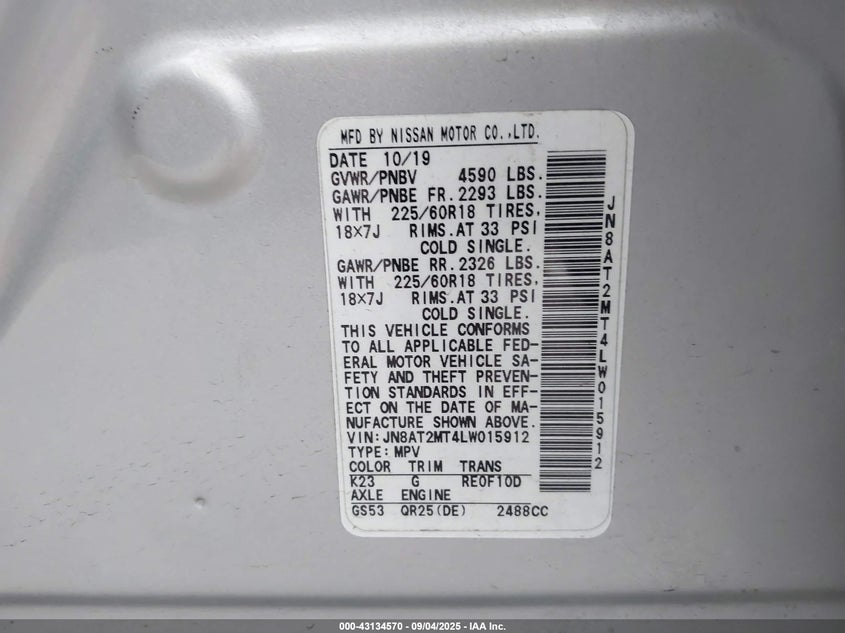 MFD BY NISSAN MOTOR CO.,LTD.
DATE 10/19
GVWR/PNBV 4590 LBS.
GAWR/PNBE FR.2293 LBS.
WITH 225/60R18 TIRES,
18×7J RIMS.AT 33 PSI
COLD SINGLE.
GAWR/PNBE RR.2326 LBS.
WITH 225/60R18 TIRES,
18×7J RIMS.AT 33 PSI
COLD SINGLE.
THIS VEHICLE CONFORMS
TO ALL APPLICABLE FED-
ERAL MOTOR VEHICLE SA-
FETY AND THEFT PREVEN-
TION STANDARDS IN EFF-
ECT ON THE DATE OF MA-
NUFACTURE SHOWN ABOVE.
VIN:JN8AT2MT4LW015912
TYPE:MPV
COLOR TRIM TRANS
K23 G RE0F10D
AXLE ENGINE
GS53 QR25(DE) 2488CC
JN8AT2MT4LW015912
000-43134570 - 09/04/2025 - IAA Inc.